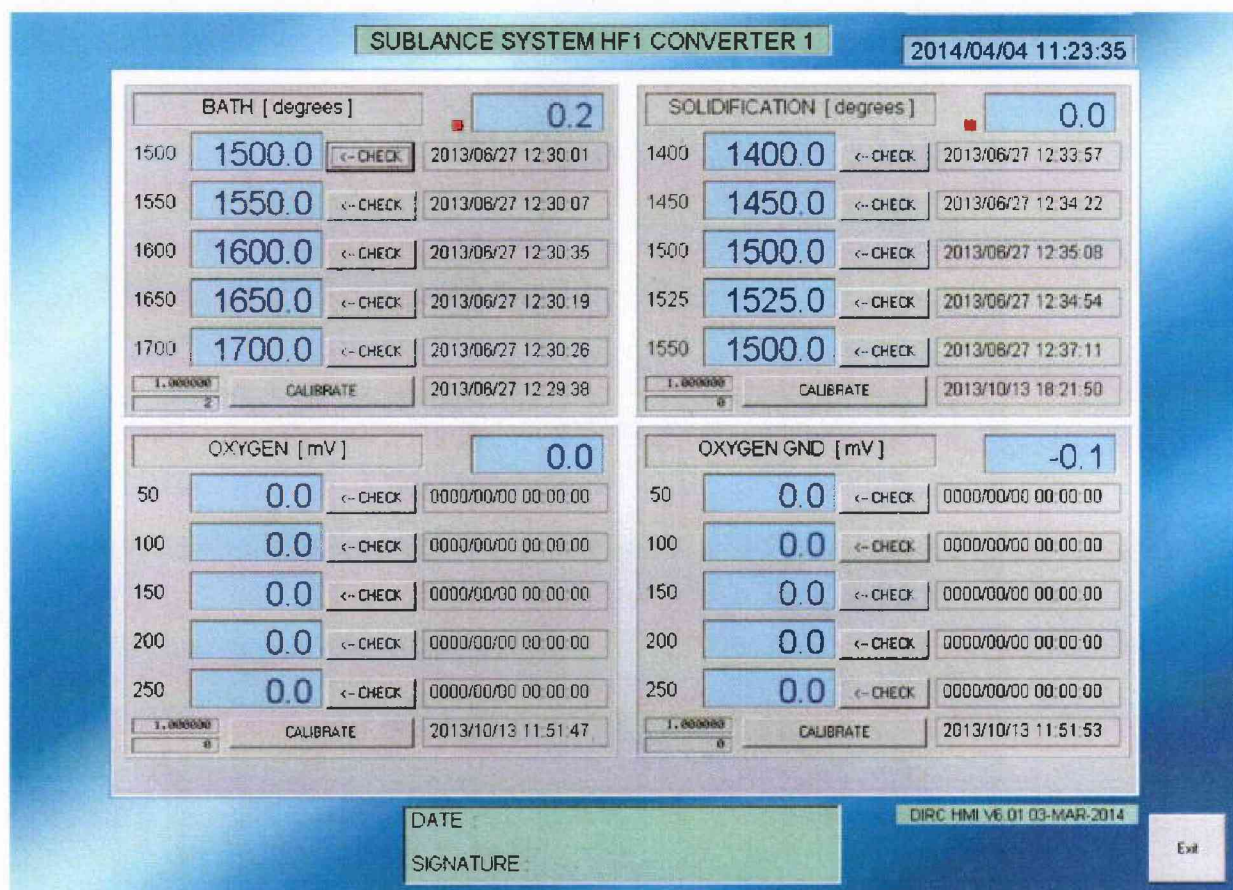 SUBLANCE SYSTEM HF1 CONVERTER 1
2014/04/04 11:23:35
BATH [ degrees ] 0.2
1500 1500.0 <-- CHECK 2013/06/27 12:30:01
1550 1550.0 <-- CHECK 2013/06/27 12:30:07
1600 1600.0 <-- CHECK 2013/06/27 12:30:35
1650 1650.0 <-- CHECK 2013/06/27 12:30:19
1700 1700.0 <-- CHECK 2013/06/27 12:30:26
1.000000
2 CALIBRATE 2013/06/27 12:29:38
SOLIDIFICATION [ degrees ] 0.0
1400 1400.0 <-- CHECK 2013/06/27 12:33:57
1450 1450.0 <-- CHECK 2013/06/27 12:34:22
1500 1500.0 <-- CHECK 2013/06/27 12:35:08
1525 1525.0 <-- CHECK 2013/06/27 12:34:54
1550 1500.0 <-- CHECK 2013/06/27 12:37:11
1.000000
0 CALIBRATE 2013/10/13 18:21:50
OXYGEN [ mV ] 0.0
50 0.0 <-- CHECK 0000/00/00 00:00:00
100 0.0 <-- CHECK 0000/00/00 00:00:00
150 0.0 <-- CHECK 0000/00/00 00:00:00
200 0.0 <-- CHECK 0000/00/00 00:00:00
250 0.0 <-- CHECK 0000/00/00 00:00:00
1.000000
0 CALIBRATE 2013/10/13 11:51:47
OXYGEN GND [ mV ] -0.1
50 0.0 <-- CHECK 0000/00/00 00:00:00
100 0.0 <-- CHECK 0000/00/00 00:00:00
150 0.0 <-- CHECK 0000/00/00 00:00:00
200 0.0 <-- CHECK 0000/00/00 00:00:00
250 0.0 <-- CHECK 0000/00/00 00:00:00
1.000000
0 CALIBRATE 2013/10/13 11:51:53
DATE :
SIGNATURE :
DIRC HMI V6.01 03-MAR-2014
Exit